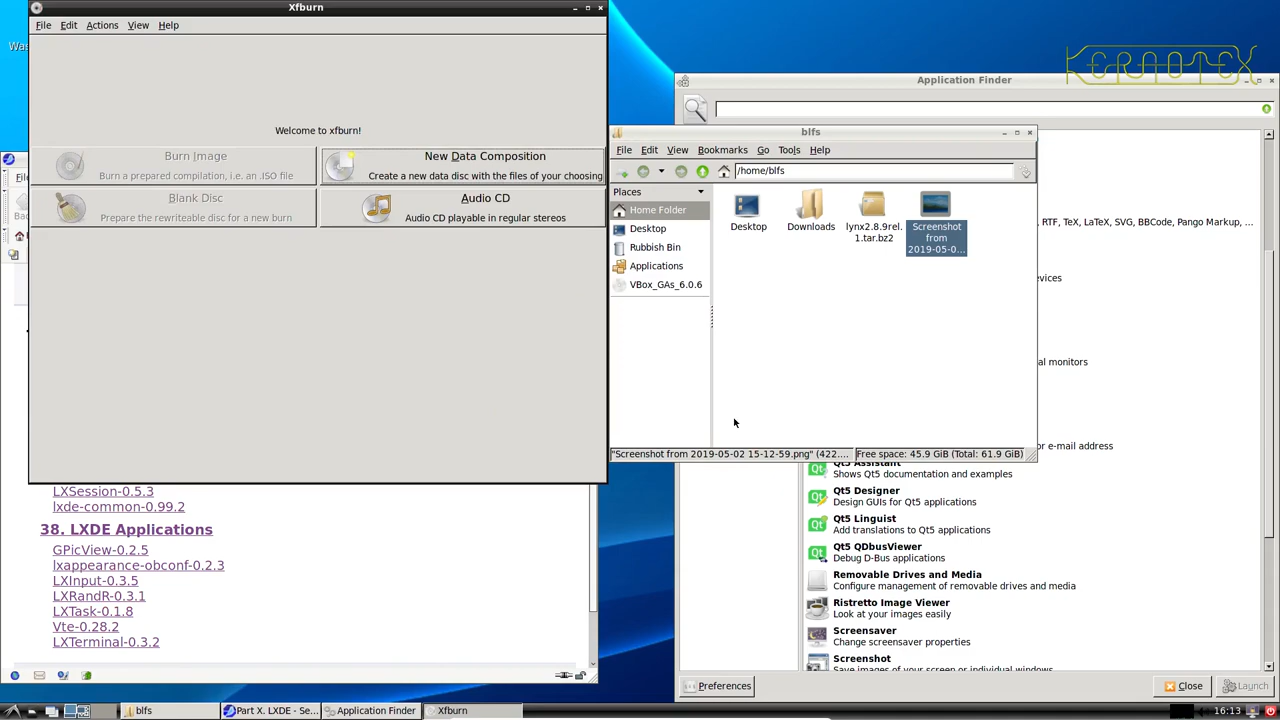 Xfburn
File Edit Actions View Help
Welcome to xfburn!
Burn Image
Prepare a prepared compilation, i.e. an .ISO file
New Data Composition
Create a new data disc with the files of your choosing
Blank Disc
Prepare the rewriteable disc for a new burn
Audio CD
Audio CD playable in regular stereos
LXSession-0.5.3
lxde-common-0.99.2
38. LXDE Applications
GPicView-0.2.5
lxappearance-obconf-0.2.3
LXInput-0.3.5
LXRandR-0.3.1
LXTask-0.1.8
Vte-0.28.2
LXTerminal-0.3.2
KERNOTEX
Application Finder
blfs
File Edit View Bookmarks Go Tools Help
/home/blfs
Places
Home Folder
Desktop
Rubbish Bin
Applications
VBox_GAs_6.0.6
Desktop
Downloads
lynx2.8.9rel.
1.tar.bz2
Screenshot
from
2019-05-0...
"Screenshot from 2019-05-02 15-12-59.png" (422....
Free space: 45.9 GiB (Total: 61.9 GiB)
RTF, TeX, LaTeX, SVG, BBCode, Pango Markup, ...
monitors
or e-mail address
Qt5 Assistant
Shows Qt5 documentation and examples
Qt5 Designer
Design GUIs for Qt5 applications
Qt5 Linguist
Add translations to Qt5 applications
Qt5 QDbusViewer
Debug D-Bus applications
Removable Drives and Media
Configure management of removable drives and media
Ristretto Image Viewer
Look at your images easily
Screensaver
Change screensaver properties
Screenshot
Save images of your screen or individual windows
Preferences
Close
Launch
blfs
Part X. LXDE - Se...
Application Finder
Xfburn
16:13